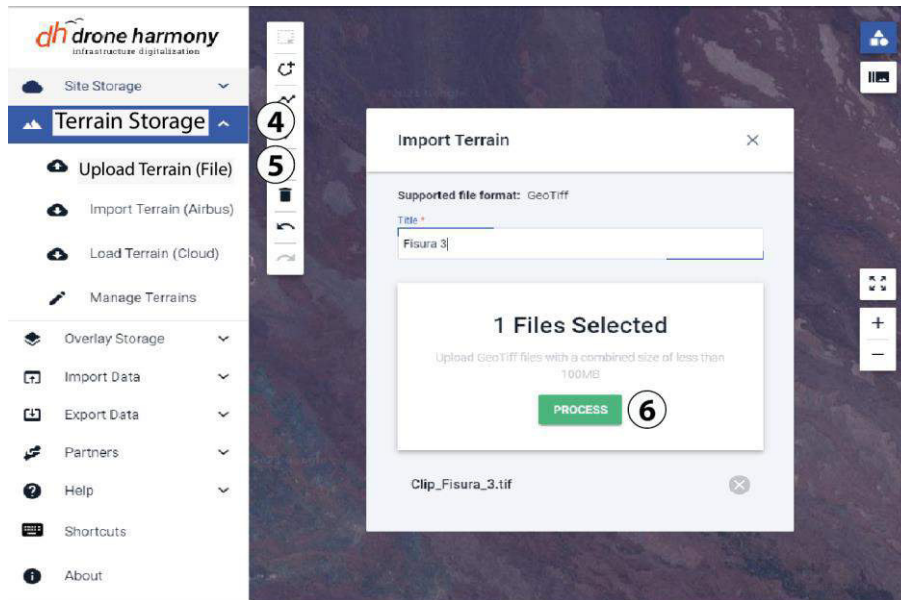 dh drone harmony
infrastructure digitalization
Site Storage
Terrain Storage
4
Upload Terrain (File)
5
Import Terrain (Airbus)
Load Terrain (Cloud)
Manage Terrains
Overlay Storage
Import Data
Export Data
Partners
Help
Shortcuts
About
Import Terrain
Supported file format: GeoTiff
Title *
Fisura 3
1 Files Selected
Upload GeoTiff files with a combined size of less than
100MB
PROCESS
6
Clip_Fisura_3.tif